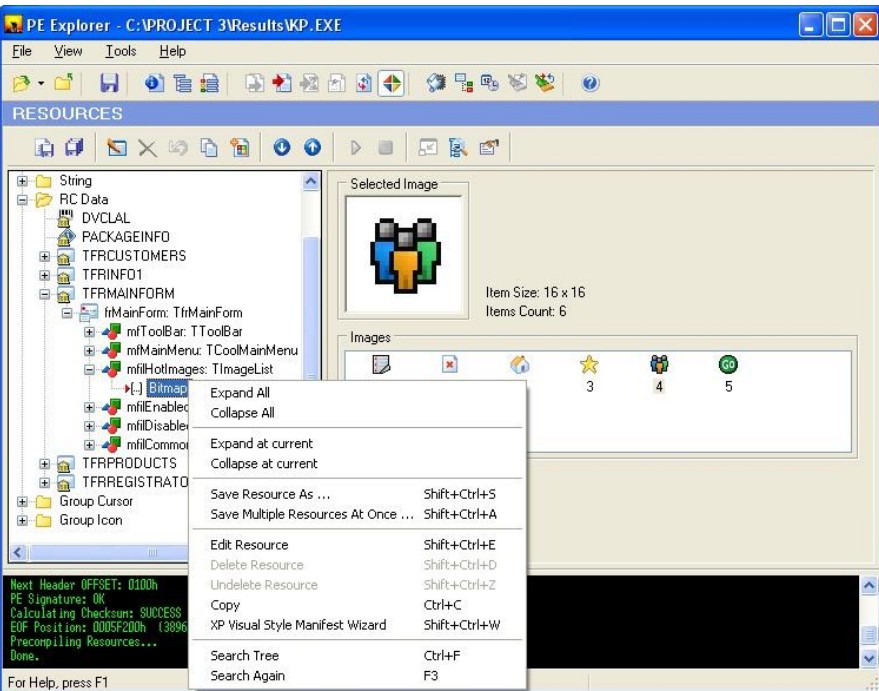 PE Explorer - C:\PROJECT 3\Results\KP.EXE
File View Tools Help
RESOURCES
String
RC Data
DVCLAL
PACKAGEINFO
TFRCUSTOMERS
TFRINFO1
TFRMAINFORM
frMainForm: TfrMainForm
mfToolBar: TToolBar
mfMainMenu: TCoolMainMenu
mfilHotImages: TImageList
Bitmap
mfilEnabled
mfilDisable
mfilCommo
TFRPRODUCTS
TFRREGISTRATO
Group Cursor
Group Icon
Selected Image
Item Size: 16 x 16
Items Count: 6
Images
GO
3 4 5
Expand All
Collapse All
Expand at current
Collapse at current
Save Resource As ... Shift+Ctrl+S
Save Multiple Resources At Once ... Shift+Ctrl+A
Edit Resource Shift+Ctrl+E
Delete Resource Shift+Ctrl+D
Undelete Resource Shift+Ctrl+Z
Copy Ctrl+C
XP Visual Style Manifest Wizard Shift+Ctrl+W
Search Tree Ctrl+F
Search Again F3
Next Header OFFSET: 0100h
PE Signature: OK
Calculating Checksum: SUCCESS
EOF Position: 0005F200h (3896
Precompiling Resources...
Done.
For Help, press F1